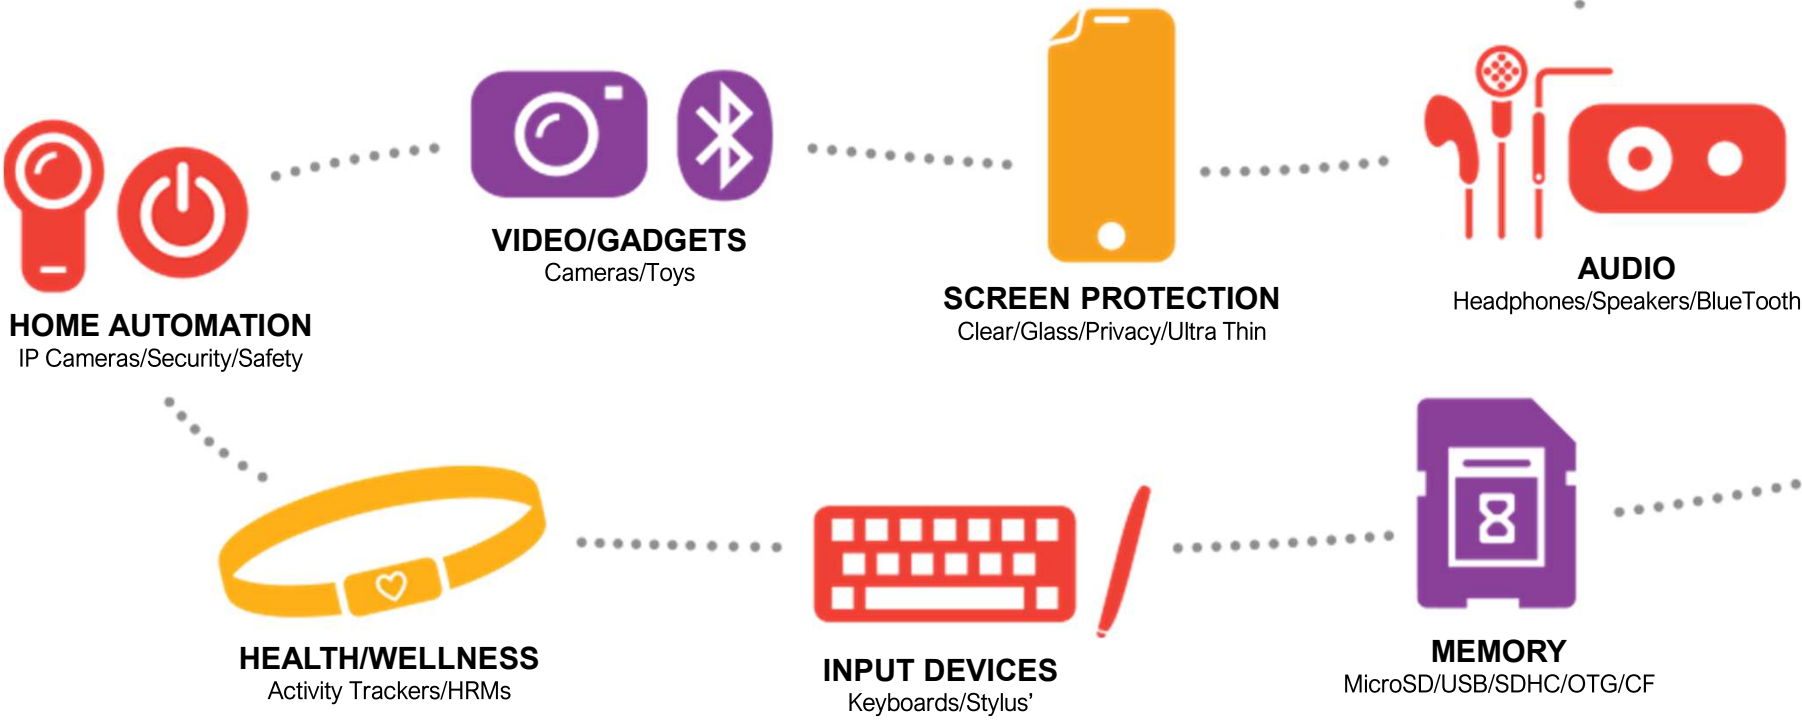 VIDEO/GADGETS
Cameras/Toys
SCREEN PROTECTION
Clear/Glass/Privacy/Ultra Thin
AUDIO
Headphones/Speakers/BlueTooth
HOME AUTOMATION
IP Cameras/Security/Safety
HEALTH/WELLNESS
Activity Trackers/HRMs
INPUT DEVICES
Keyboards/Stylus’
8
MEMORY
MicroSD/USB/SDHC/OTG/CF